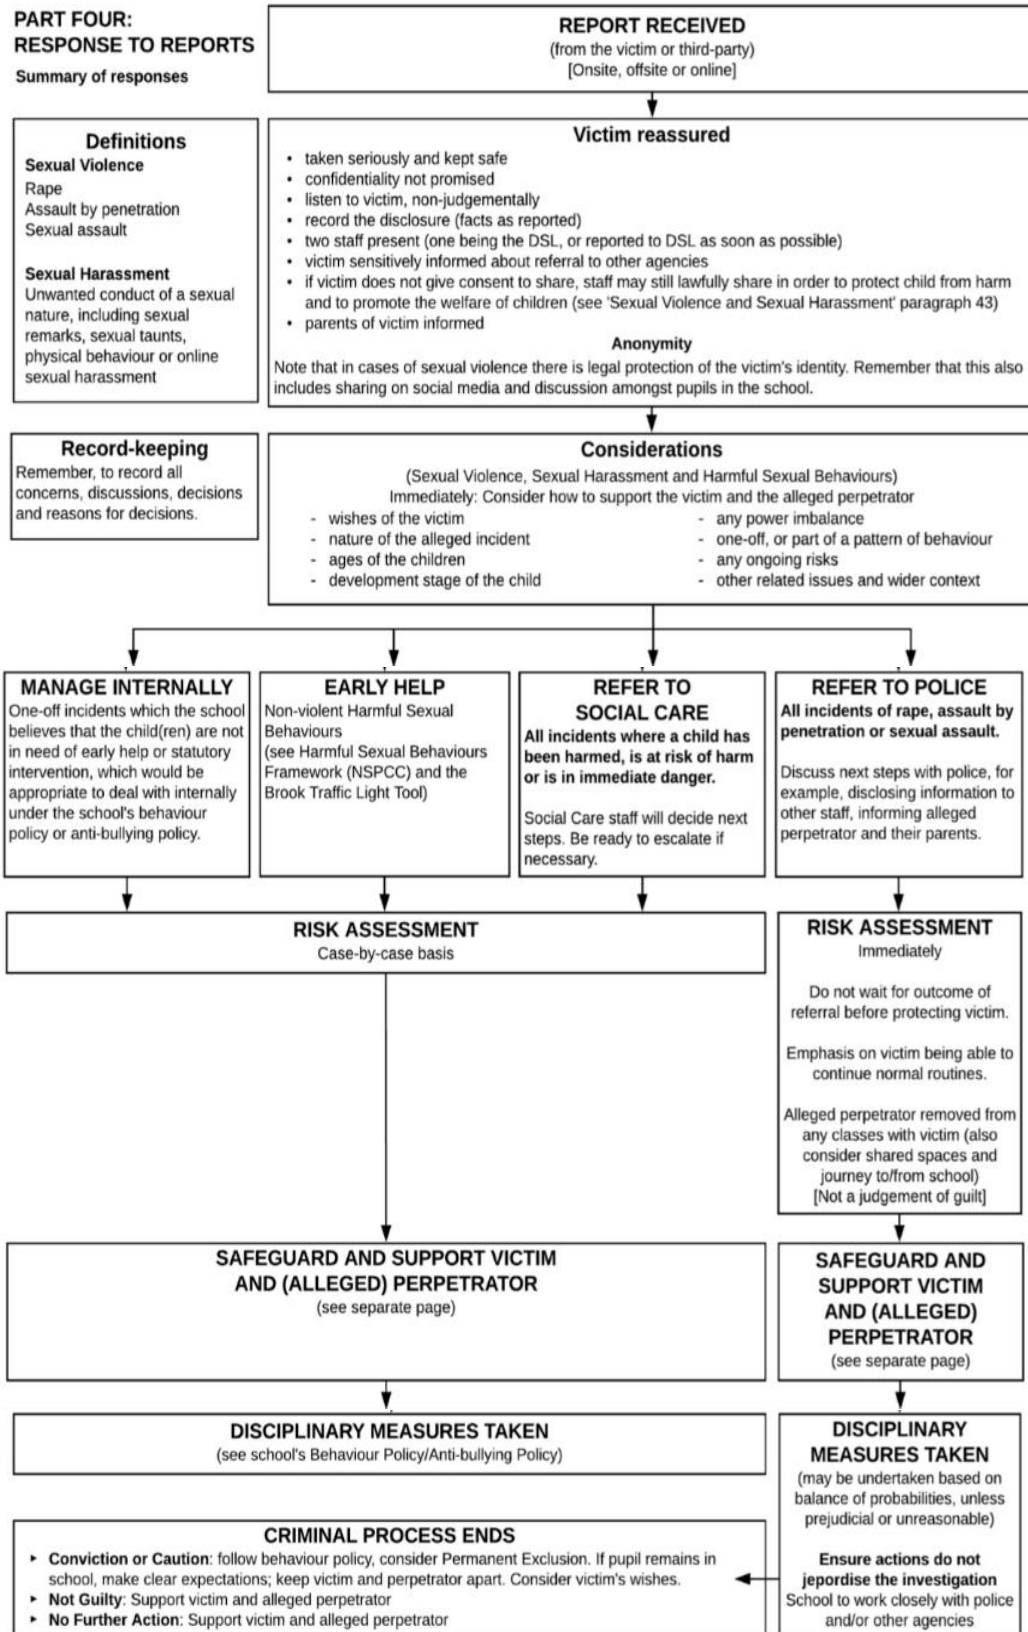 PART FOUR:
RESPONSE TO REPORTS
Summary of responses
REPORT RECEIVED
(from the victim or third-party)
[Onsite, offsite or online]
Definitions
Sexual Violence
Rape
Assault by penetration
Sexual assault
Sexual Harassment
Unwanted conduct of a sexual
nature, including sexual
remarks, sexual taunts,
physical behaviour or online
sexual harassment
Victim reassured
• taken seriously and kept safe
• confidentiality not promised
• listen to victim, non-judgementally
• record the disclosure (facts as reported)
• two staff present (one being the DSL, or reported to DSL as soon as possible)
• victim sensitively informed about referral to other agencies
• if victim does not give consent to share, staff may still lawfully share in order to protect child from harm
and to promote the welfare of children (see 'Sexual Violence and Sexual Harassment' paragraph 43)
• parents of victim informed
Anonymity
Note that in cases of sexual violence there is legal protection of the victim's identity. Remember that this also
includes sharing on social media and discussion amongst pupils in the school.
Record-keeping
Remember, to record all
concerns, discussions, decisions
and reasons for decisions.
Considerations
(Sexual Violence, Sexual Harassment and Harmful Sexual Behaviours)
Immediately: Consider how to support the victim and the alleged perpetrator
- wishes of the victim
- nature of the alleged incident
- ages of the children
- development stage of the child
- any power imbalance
- one-off, or part of a pattern of behaviour
- any ongoing risks
- other related issues and wider context
MANAGE INTERNALLY
One-off incidents which the school
believes that the child(ren) are not
in need of early help or statutory
intervention, which would be
appropriate to deal with internally
under the school's behaviour
policy or anti-bullying policy.
EARLY HELP
Non-violent Harmful Sexual
Behaviours
(see Harmful Sexual Behaviours
Framework (NSPCC) and the
Brook Traffic Light Tool)
REFER TO
SOCIAL CARE
All incidents where a child has
been harmed, is at risk of harm
or is in immediate danger.
Social Care staff will decide next
steps. Be ready to escalate if
necessary.
REFER TO POLICE
All incidents of rape, assault by
penetration or sexual assault.
Discuss next steps with police, for
example, disclosing information to
other staff, informing alleged
perpetrator and their parents.
RISK ASSESSMENT
Case-by-case basis
RISK ASSESSMENT
Immediately
Do not wait for outcome of
referral before protecting victim.
Emphasis on victim being able to
continue normal routines.
Alleged perpetrator removed from
any classes with victim (also
consider shared spaces and
journey to/from school)
[Not a judgement of guilt]
SAFEGUARD AND SUPPORT VICTIM
AND (ALLEGED) PERPETRATOR
(see separate page)
SAFEGUARD AND
SUPPORT VICTIM
AND (ALLEGED)
PERPETRATOR
(see separate page)
DISCIPLINARY MEASURES TAKEN
(see school's Behaviour Policy/Anti-bullying Policy)
DISCIPLINARY
MEASURES TAKEN
(may be undertaken based on
balance of probabilities, unless
prejudicial or unreasonable)
Ensure actions do not
jepordise the investigation
School to work closely with police
and/or other agencies
CRIMINAL PROCESS ENDS
▸ Conviction or Caution: follow behaviour policy, consider Permanent Exclusion. If pupil remains in
school, make clear expectations; keep victim and perpetrator apart. Consider victim's wishes.
▸ Not Guilty: Support victim and alleged perpetrator
▸ No Further Action: Support victim and alleged perpetrator